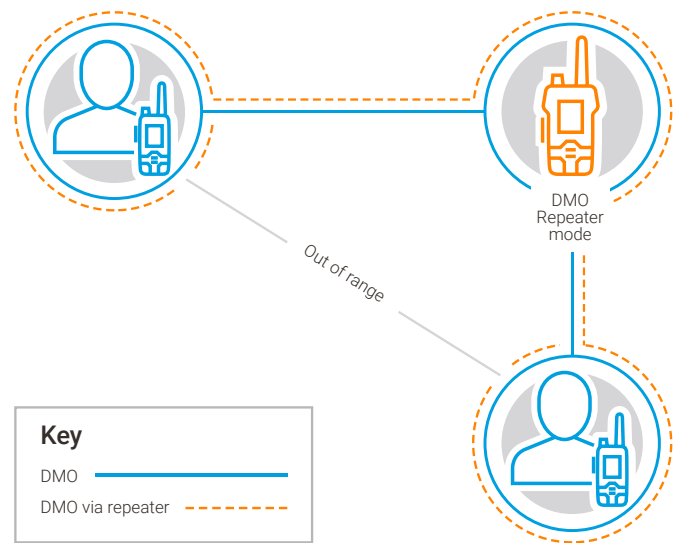 DMO
Repeater
mode
Out of range
Key
DMO
DMO via repeater